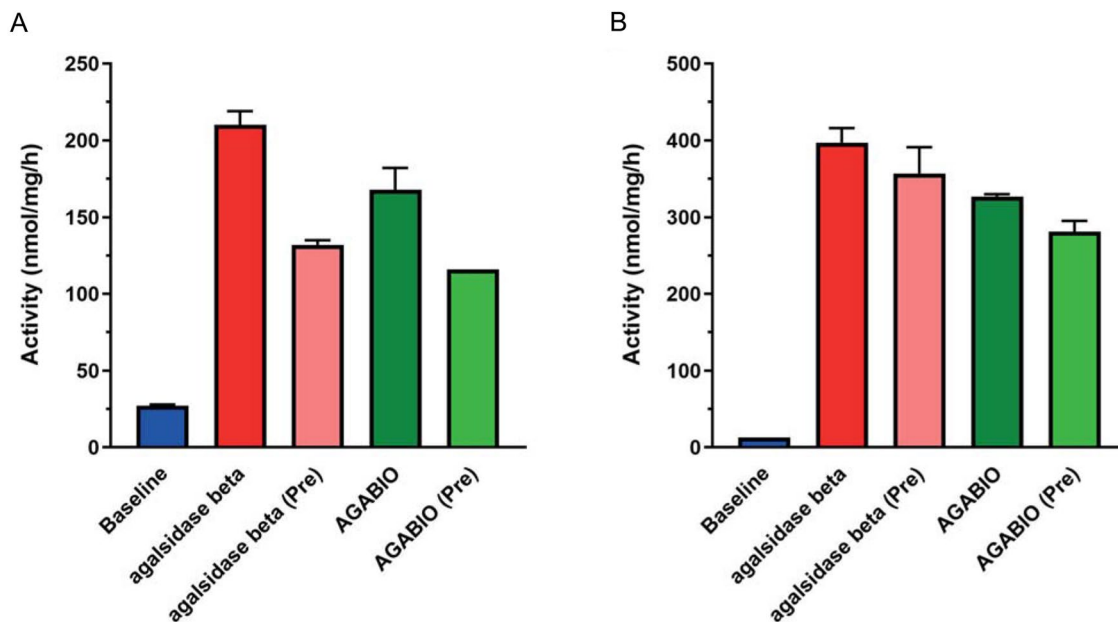 A
Activity (nmol/mg/h)
250
200
150
100
50
0
Baseline
agalsidase beta
agalsidase beta (Pre)
AGABIO
AGABIO (Pre)
B
Activity (nmol/mg/h)
500
400
300
200
100
0
Baseline
agalsidase beta
agalsidase beta (Pre)
AGABIO
AGABIO (Pre)